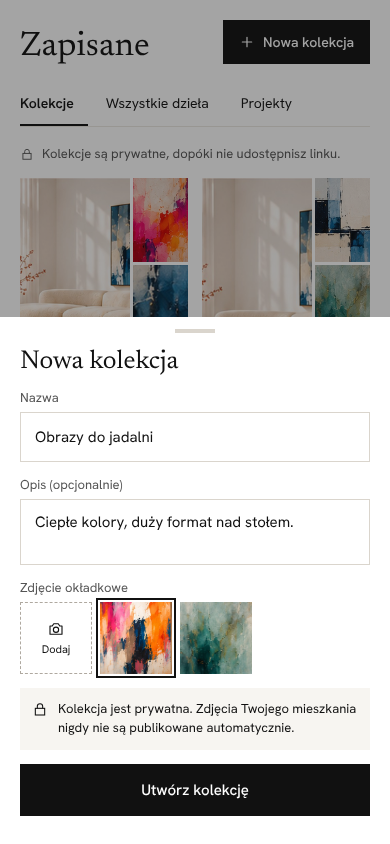 Zapisane
Nowa kolekcja
Kolekcje
Wszystkie dzieła
Projekty
Kolekcje są prywatne, dopóki nie udostępnisz linku.
Nowa kolekcja
Nazwa
Obrazy do jadalni
Opis (opcjonalnie)
Ciepłe kolory, duży format nad stołem.
Zdjęcie okładkowe
Dodaj
Kolekcja jest prywatna. Zdjęcia Twojego mieszkania
nigdy nie są publikowane automatycznie.
Utwórz kolekcję